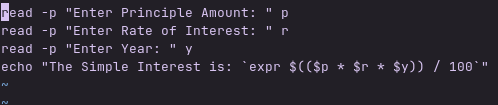 read -p "Enter Principle Amount: " p
read -p "Enter Rate of Interest: " r
read -p "Enter Year: " y
echo "The Simple Interest is: `expr $(($p * $r * $y)) / 100`"
~
~